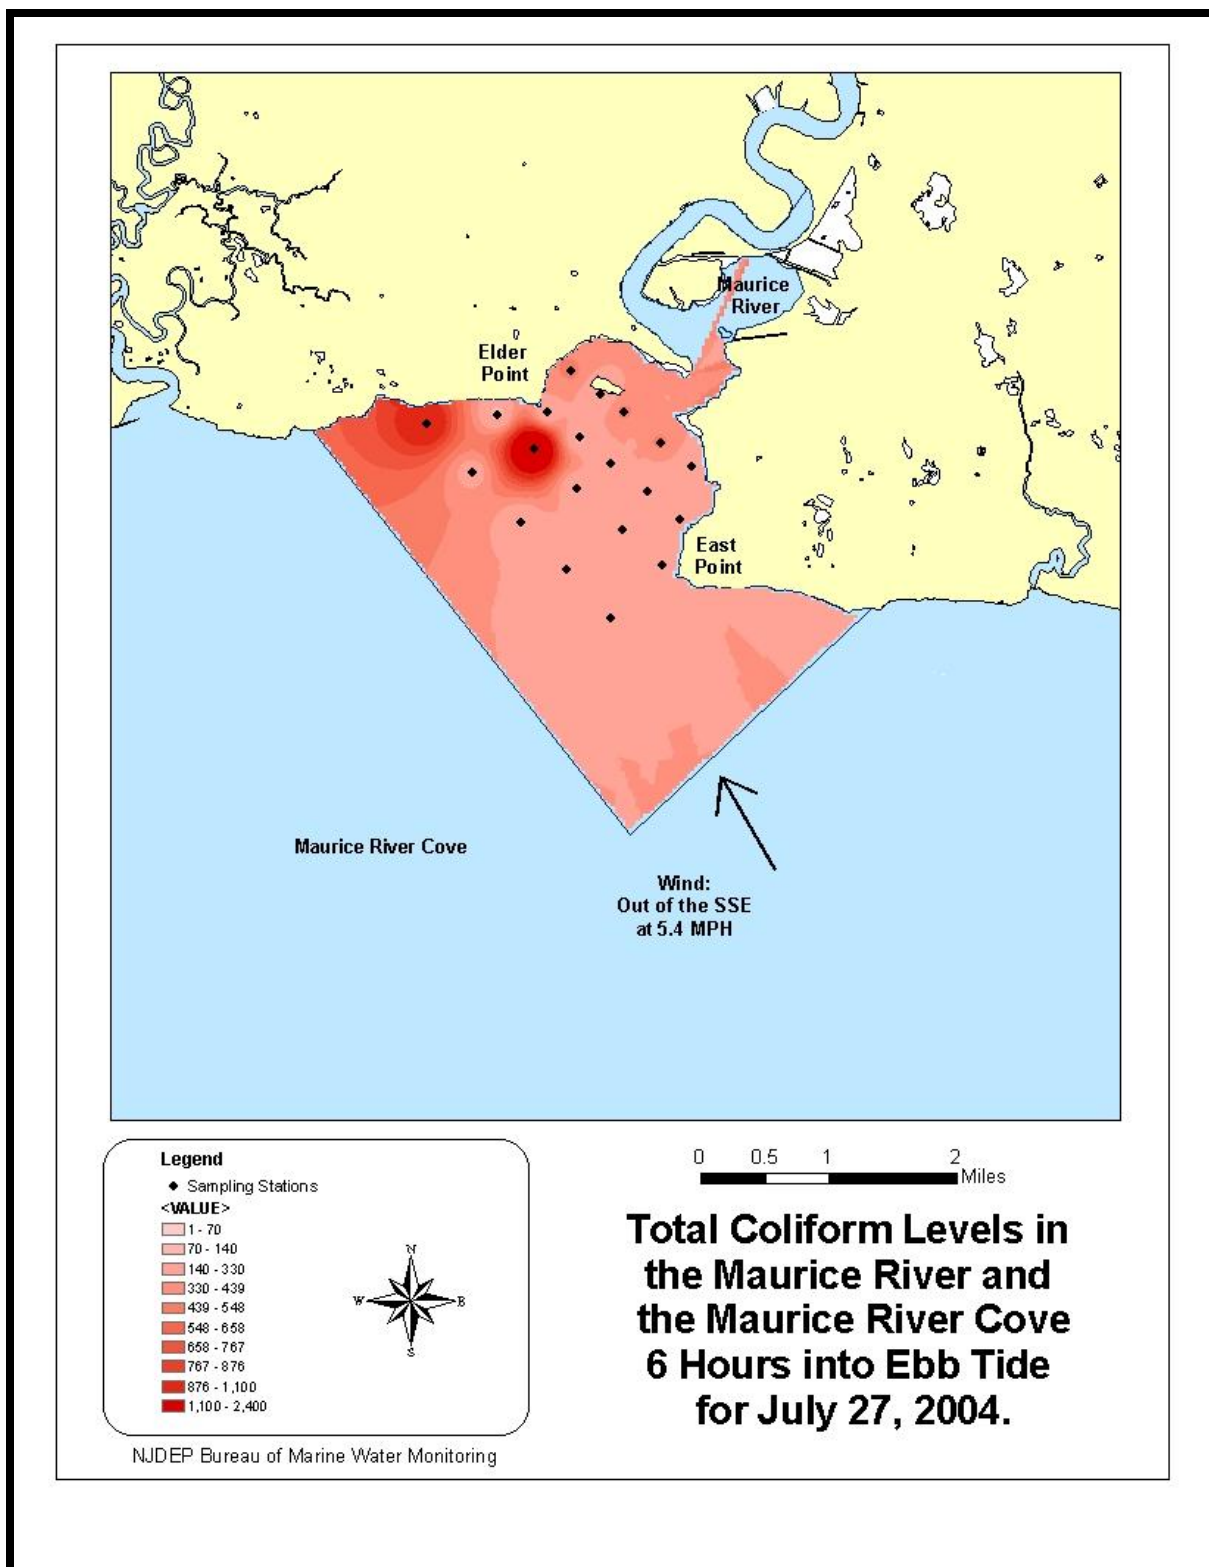 Maurice
River
Elder
Point
East
Point
Maurice River Cove
Wind:
Out of the SSE
at 5.4 MPH
Legend
Sampling Stations
<VALUE>
1 - 70
70 - 140
140 - 330
330 - 439
439 - 548
548 - 658
658 - 767
767 - 876
876 - 1,100
1,100 - 2,400
N
W E
S
NJDEP Bureau of Marine Water Monitoring
0 0.5 1 2
Miles
Total Coliform Levels in
the Maurice River and
the Maurice River Cove
6 Hours into Ebb Tide
for July 27, 2004.